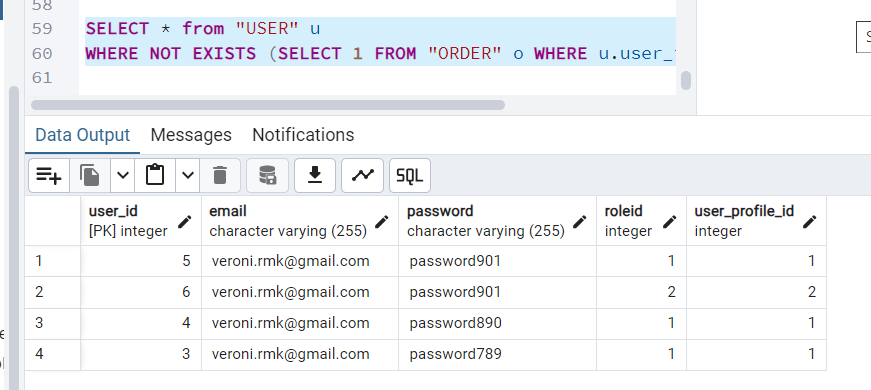 58
59 SELECT * from "USER" u
60 WHERE NOT EXISTS (SELECT 1 FROM "ORDER" o WHERE u.user_
61
Data Output Messages Notifications
SQL
user_id email password roleid user_profile_id
[PK] integer character varying (255) character varying (255) integer integer
1 5 veroni.rmk@gmail.com password901 1 1
2 6 veroni.rmk@gmail.com password901 2 2
3 4 veroni.rmk@gmail.com password890 1 1
4 3 veroni.rmk@gmail.com password789 1 1